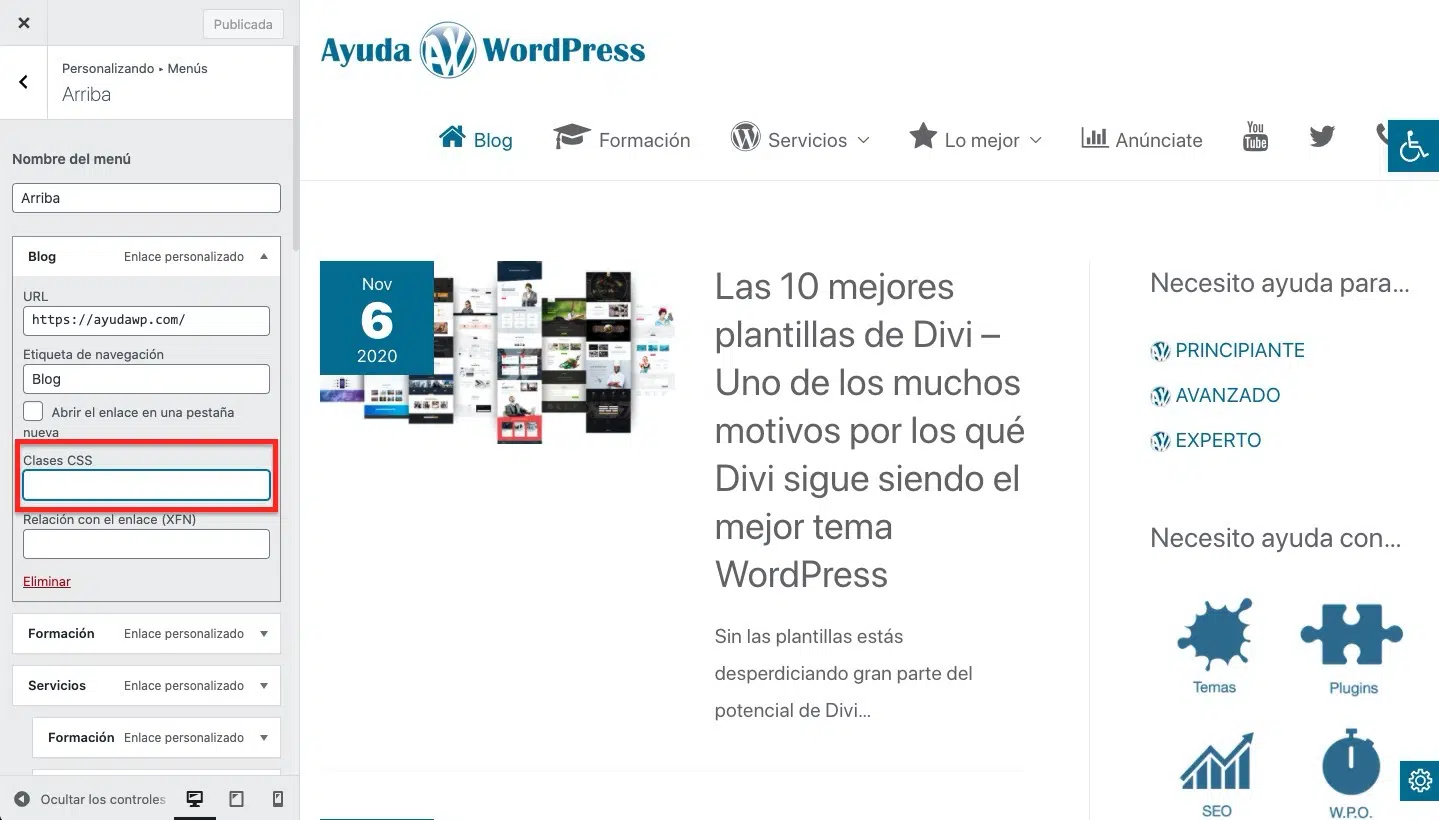 Publicada
Personalizando ▸ Menús
Arriba
Nombre del menú
Arriba
Blog Enlace personalizado
URL
https://ayudawp.com/
Etiqueta de navegación
Blog
Abrir el enlace en una pestaña
nueva
Clases CSS
Relación con el enlace (XFN)
Eliminar
Formación Enlace personalizado
Servicios Enlace personalizado
Formación Enlace personalizado
Ocultar los controles
Ayuda WordPress
Blog Formación Servicios Lo mejor Anúnciate You Tube
Nov
6
2020
Las 10 mejores
plantillas de Divi –
Uno de los muchos
motivos por los qué
Divi sigue siendo el
mejor tema
WordPress
Sin las plantillas estás
desperdiciando gran parte del
potencial de Divi...
Necesito ayuda para...
PRINCIPIANTE
AVANZADO
EXPERTO
Necesito ayuda con...
Temas Plugins
SEO W.P.O.